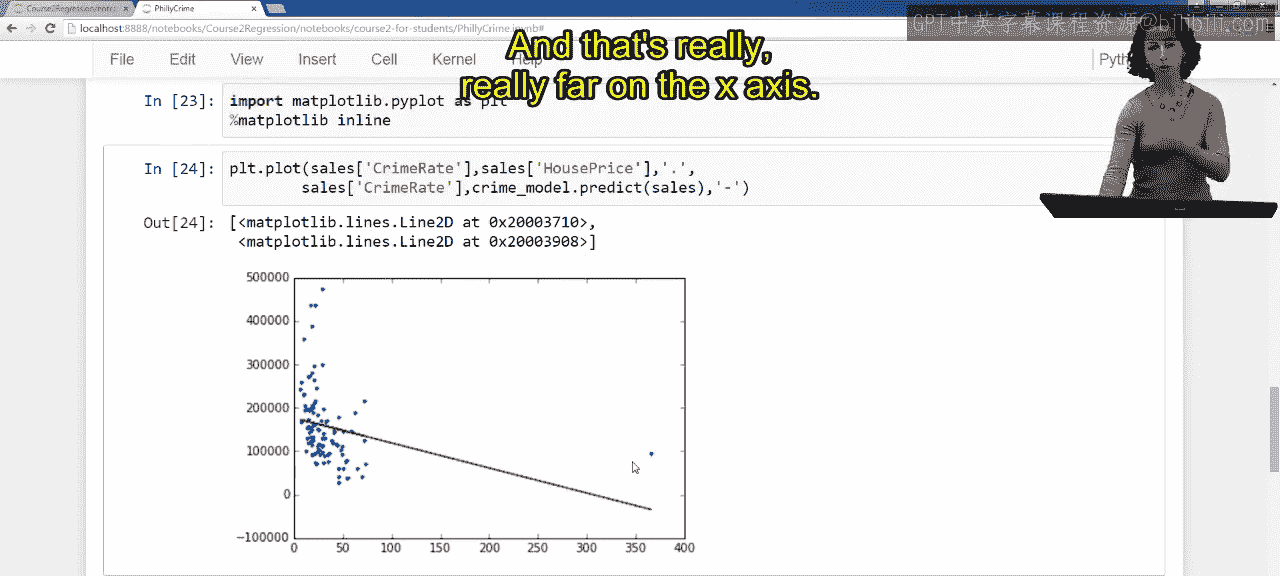 Course2Regression/note
PhillyCrime
localhost:8888/notebooks/Course2Regression/notebooks/course2-for-students/PhillyCrime.ipynb#
GPT中英字幕课程资源@bilibili.com
And that's really,
really far on the x axis.
File Edit View Insert Cell Kernel Help
In [23]: import matplotlib.pyplot as plt
%matplotlib inline
In [24]: plt.plot(sales['CrimeRate'],sales['HousePrice'],'.',
sales['CrimeRate'],crime_model.predict(sales),'-')
Out[24]: [<matplotlib.lines.Line2D at 0x20003710>,
<matplotlib.lines.Line2D at 0x20003908>]
500000
400000
300000
200000
100000
0
−100000
0 50 100 150 200 250 300 350 400